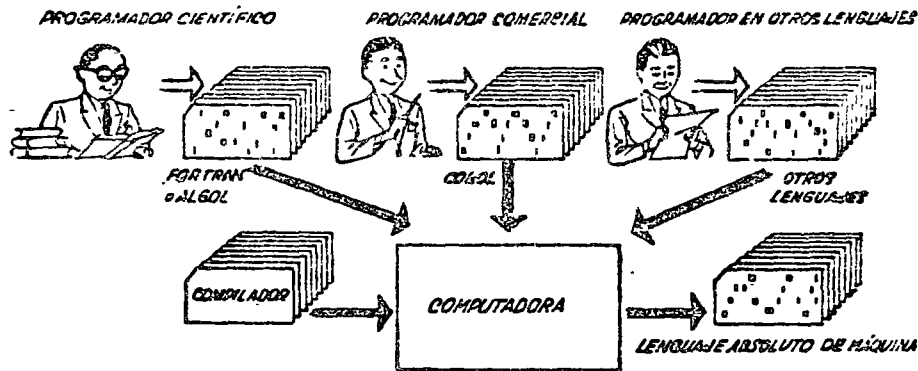 PROGRAMADOR CIENTÍFICO
PROGRAMADOR COMERCIAL
PROGRAMADOR EN OTROS LENGUAJES
FORTRAN
o ALGOL
COBOL
OTROS
LENGUAJES
COMPILADOR
COMPUTADORA
LENGUAJE ABSOLUTO DE MÁQUINA